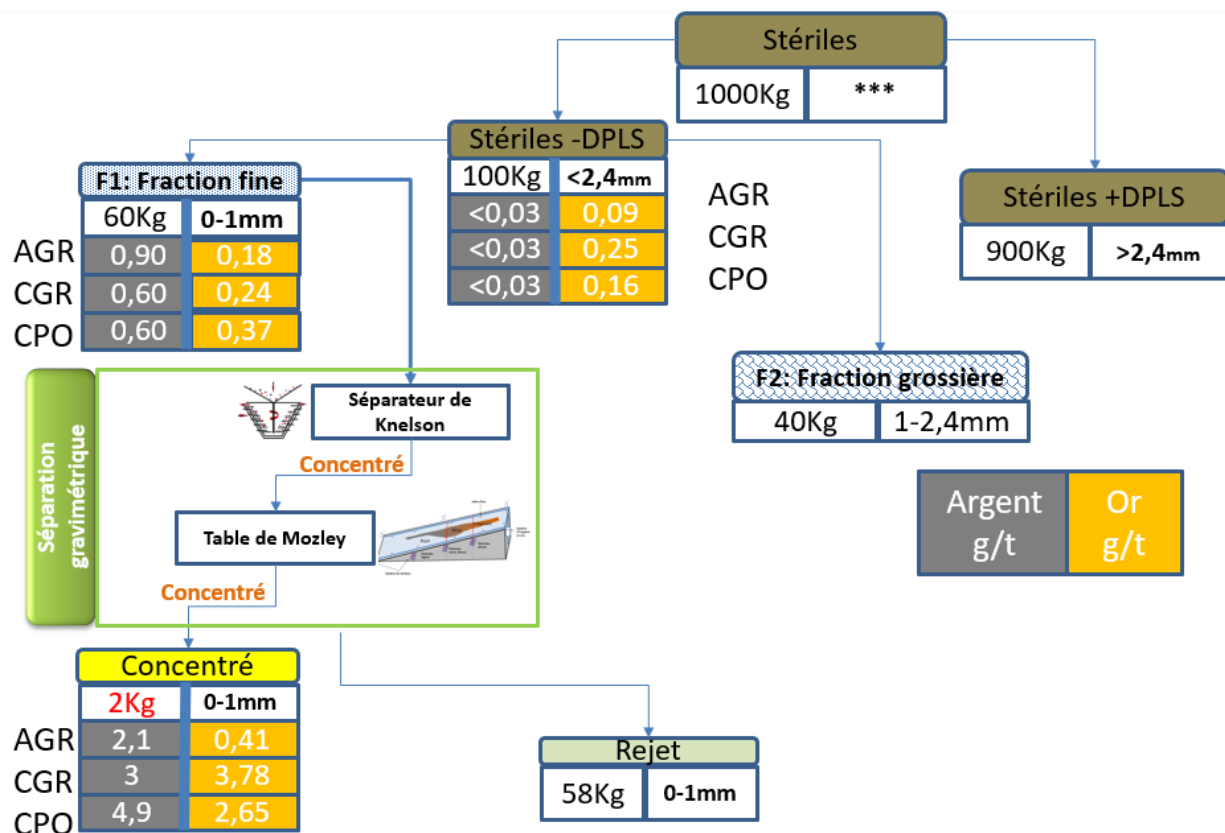 Stériles
1000Kg ***
Stériles -DPLS
100Kg <2,4mm
<0,03 0,09
<0,03 0,25
<0,03 0,16
AGR
CGR
CPO
Stériles +DPLS
900Kg >2,4mm
F1: Fraction fine
60Kg 0-1mm
AGR 0,90 0,18
CGR 0,60 0,24
CPO 0,60 0,37
F2: Fraction grossière
40Kg 1-2,4mm
Séparation
gravimétrique
Séparateur de
Knelson
Concentré
Table de Mozley
Concentré
Argent
g/t
Or
g/t
Concentré
2Kg 0-1mm
AGR 2,1 0,41
CGR 3 3,78
CPO 4,9 2,65
Rejet
58Kg 0-1mm